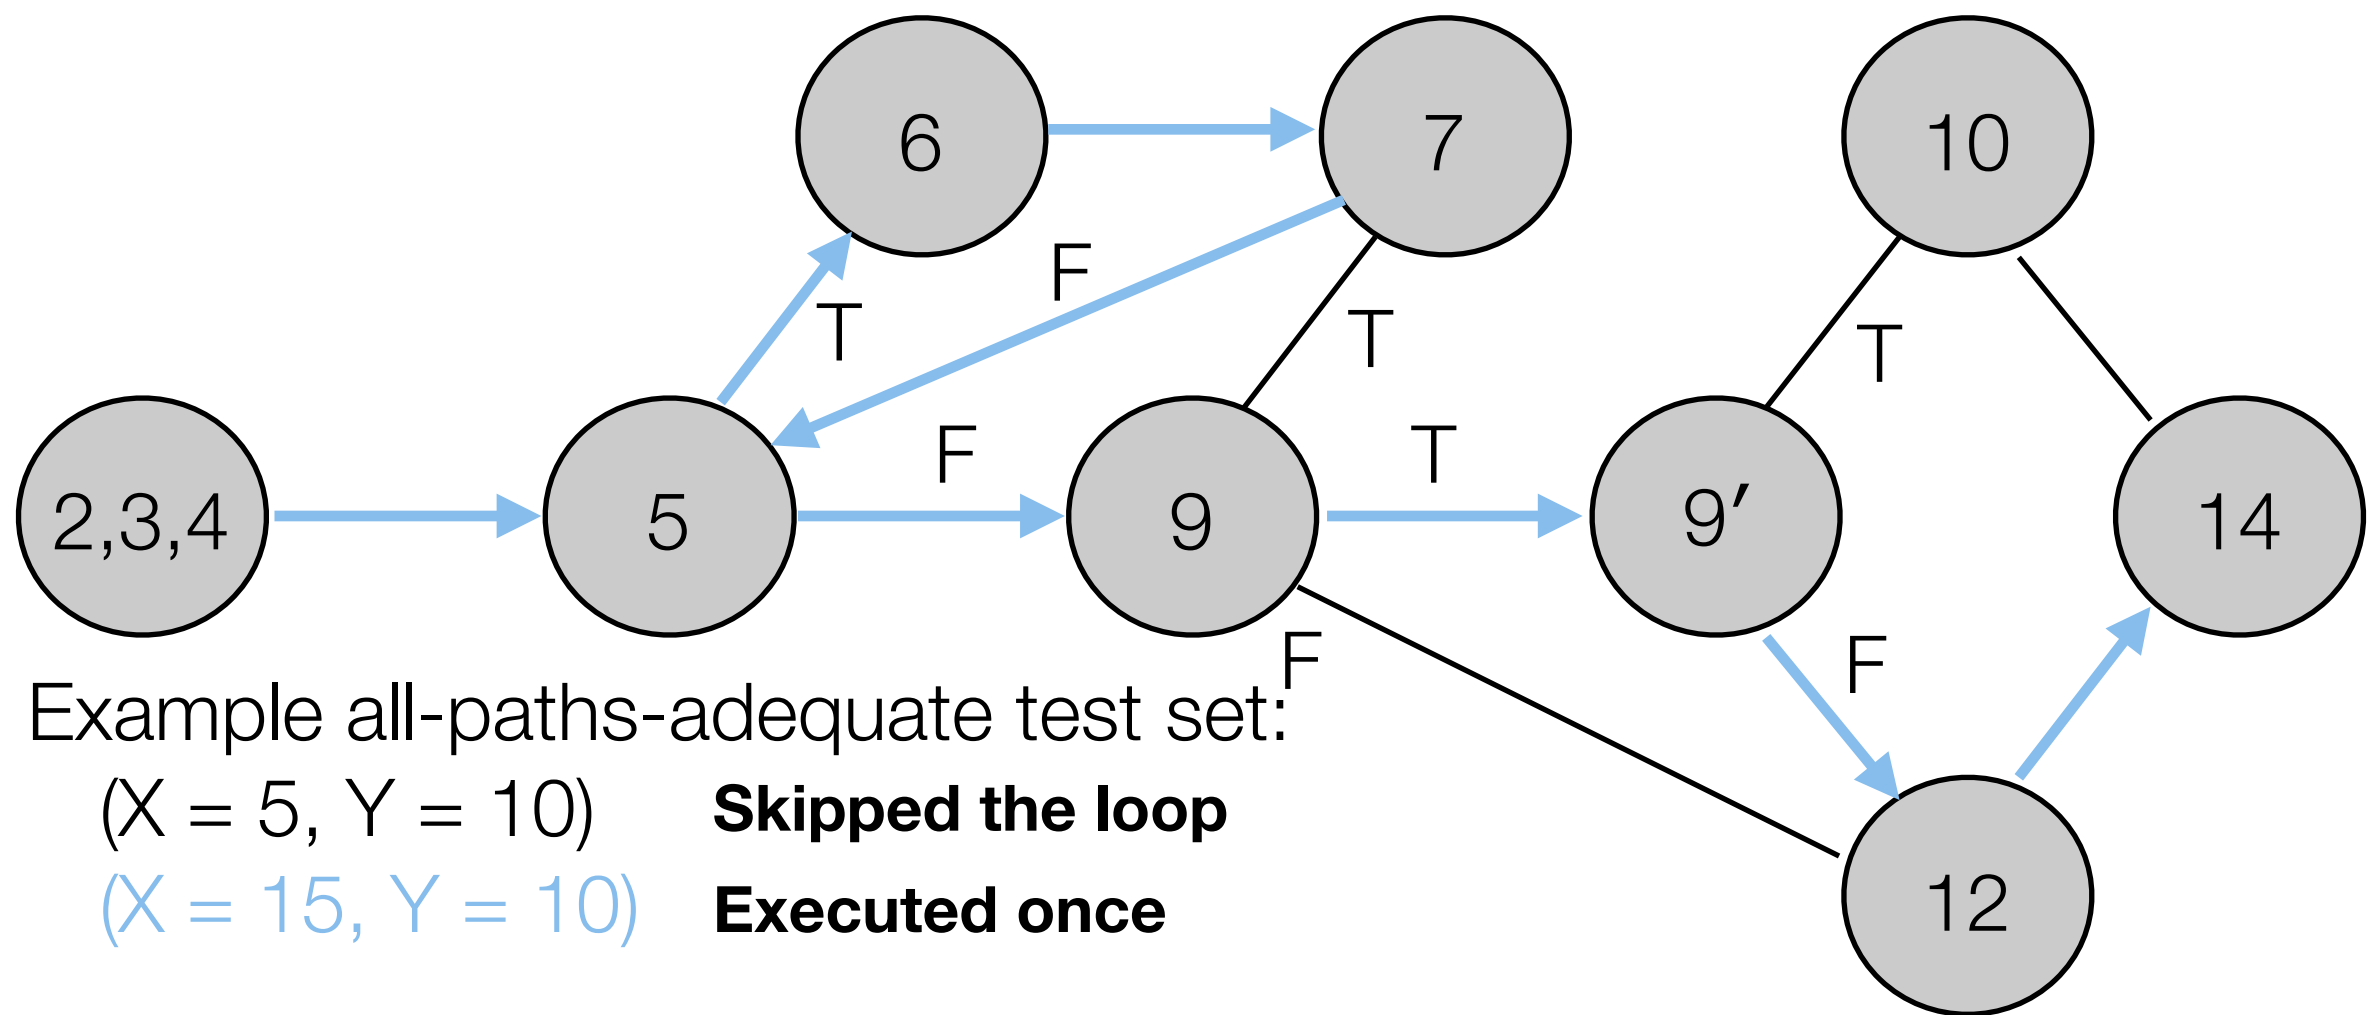 6
7
10
F
T
T
T
F
T
2,3,4
5
9
9′
14
F
F
Example all-paths-adequate test set:
(X = 5, Y = 10) Skipped the loop
(X = 15, Y = 10) Executed once
12